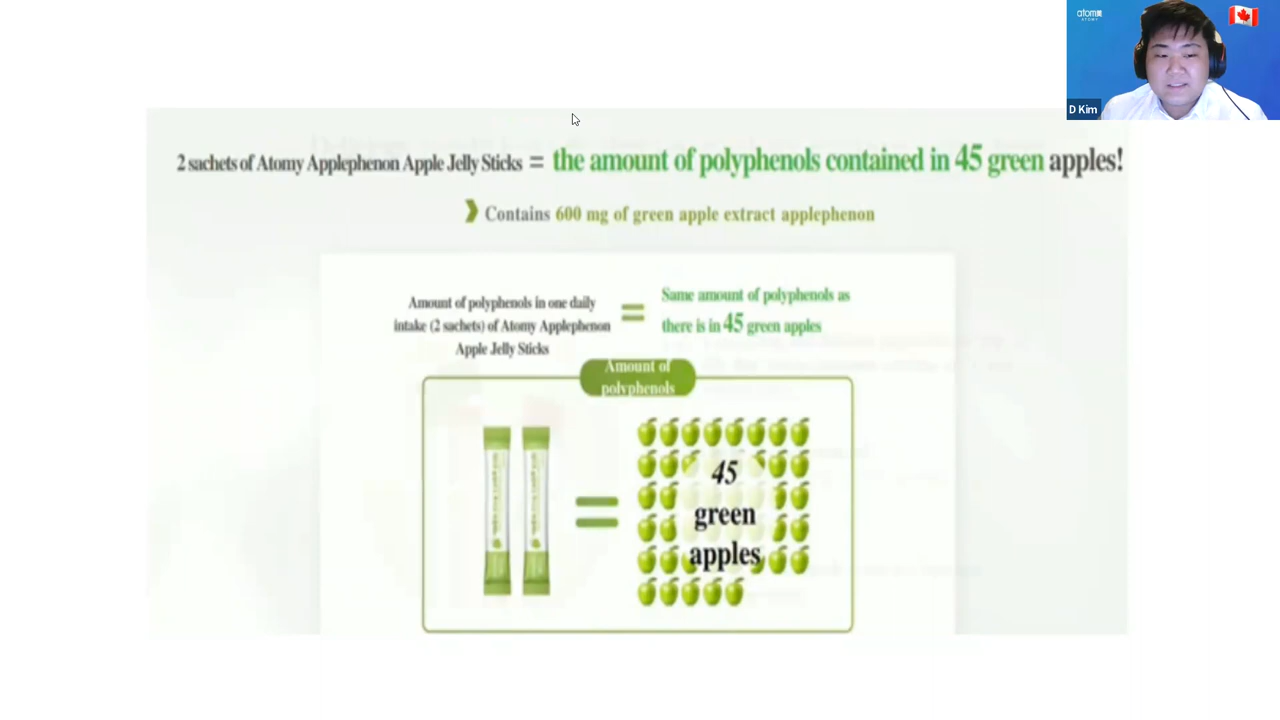 atomy
D Kim
2 sachets of Atomy Applephenon Apple Jelly Sticks = the amount of polyphenols contained in 45 green apples!
Contains 600 mg of green apple extract applephenon
Amount of polyphenols in one daily
intake (2 sachets) of Atomy Applephenon
Apple Jelly Sticks
=
Same amount of polyphenols as
there is in 45 green apples
Amount of
polyphenols
=
45
green
apples